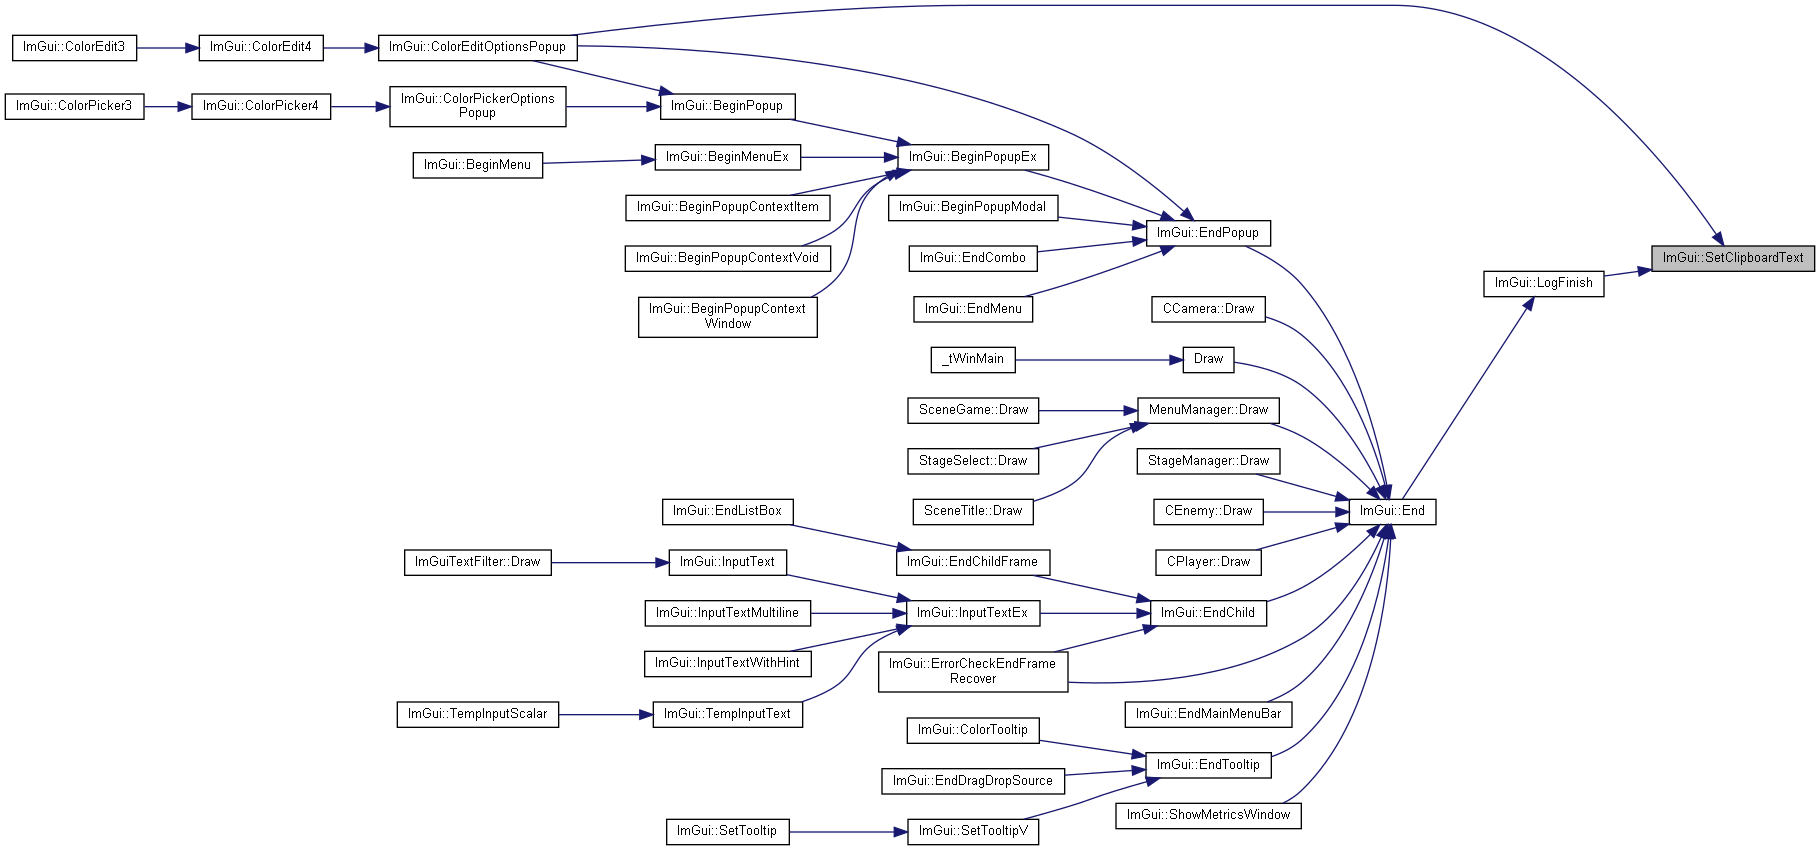 ImGui::ColorEdit3
ImGui::ColorEdit4
ImGui::ColorEditOptionsPopup
ImGui::ColorPicker3
ImGui::ColorPicker4
ImGui::ColorPickerOptions
Popup
ImGui::BeginPopup
ImGui::BeginMenu
ImGui::BeginMenuEx
ImGui::BeginPopupEx
ImGui::BeginPopupContextItem
ImGui::BeginPopupModal
ImGui::EndPopup
ImGui::BeginPopupContextVoid
ImGui::EndCombo
ImGui::SetClipboardText
ImGui::LogFinish
ImGui::BeginPopupContext
Window
ImGui::EndMenu
CCamera::Draw
_tWinMain
Draw
SceneGame::Draw
MenuManager::Draw
StageSelect::Draw
StageManager::Draw
ImGui::EndListBox
SceneTitle::Draw
CEnemy::Draw
ImGui::End
ImGuiTextFilter::Draw
ImGui::InputText
ImGui::EndChildFrame
CPlayer::Draw
ImGui::InputTextMultiline
ImGui::InputTextEx
ImGui::EndChild
ImGui::InputTextWithHint
ImGui::ErrorCheckEndFrame
Recover
ImGui::TempInputScalar
ImGui::TempInputText
ImGui::EndMainMenuBar
ImGui::ColorTooltip
ImGui::EndTooltip
ImGui::EndDragDropSource
ImGui::ShowMetricsWindow
ImGui::SetTooltip
ImGui::SetTooltipV